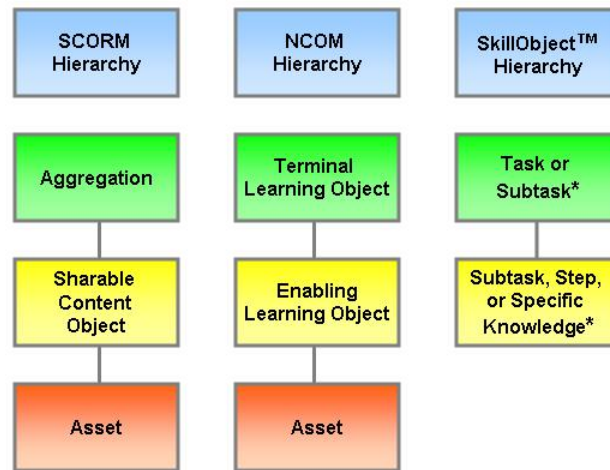 SCORM
Hierarchy
NCOM
Hierarchy
SkillObject™
Hierarchy
Aggregation
Terminal
Learning Object
Task or
Subtask*
Sharable
Content
Object
Enabling
Learning Object
Subtask, Step,
or Specific
Knowledge*
Asset
Asset